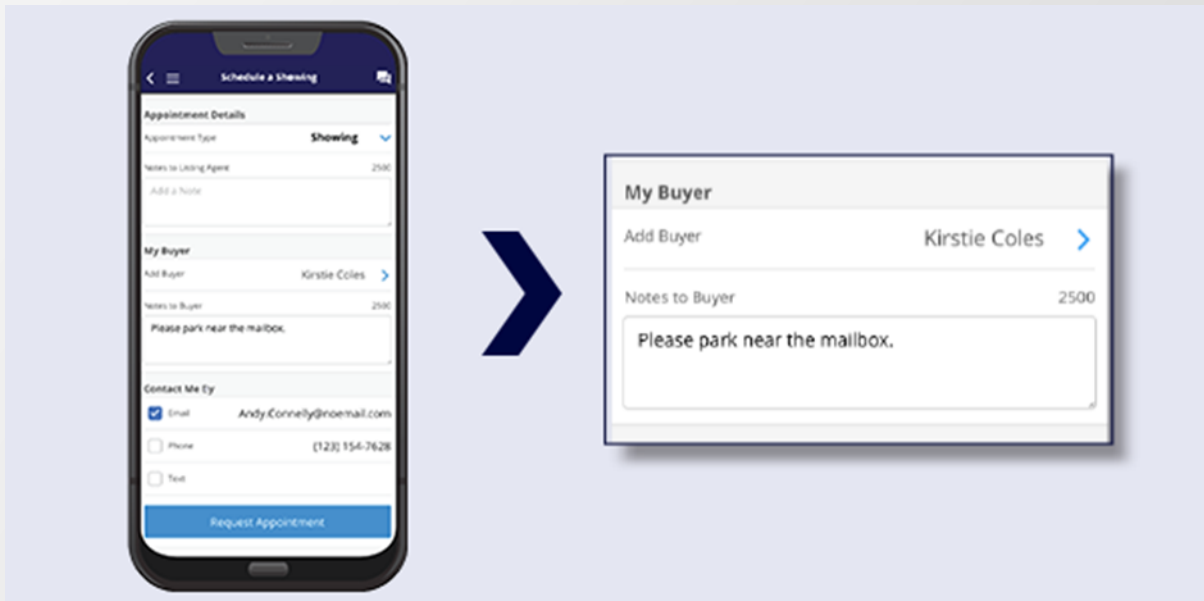 Schedule a Showing
Appointment Details
Appointment Type Showing
Notes to Listing Agent 2500
Add a Note
My Buyer
Add Buyer Kirstie Coles
Notes to Buyer 2500
Please park near the mailbox.
Contact Me Ey
Email Andy.Connelly@noemail.com
Phone (123) 154-7628
Text
Request Appointment
My Buyer
Add Buyer Kirstie Coles
Notes to Buyer 2500
Please park near the mailbox.